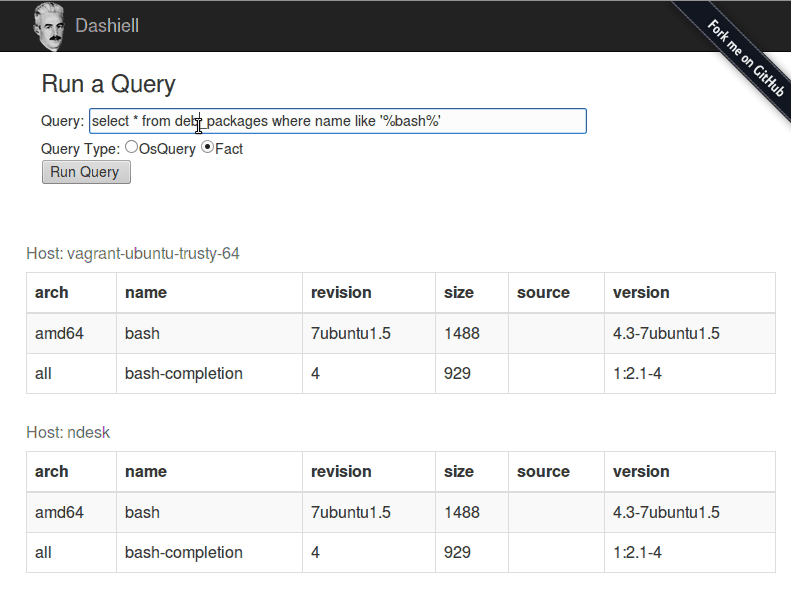 Dashiell
Fork me on GitHub
Run a Query
Query: select * from deb_packages where name like '%bash%'
Query Type: OsQuery Fact
Run Query
Host: vagrant-ubuntu-trusty-64
arch name revision size source version
amd64 bash 7ubuntu1.5 1488 4.3-7ubuntu1.5
all bash-completion 4 929 1:2.1-4
Host: ndesk
arch name revision size source version
amd64 bash 7ubuntu1.5 1488 4.3-7ubuntu1.5
all bash-completion 4 929 1:2.1-4